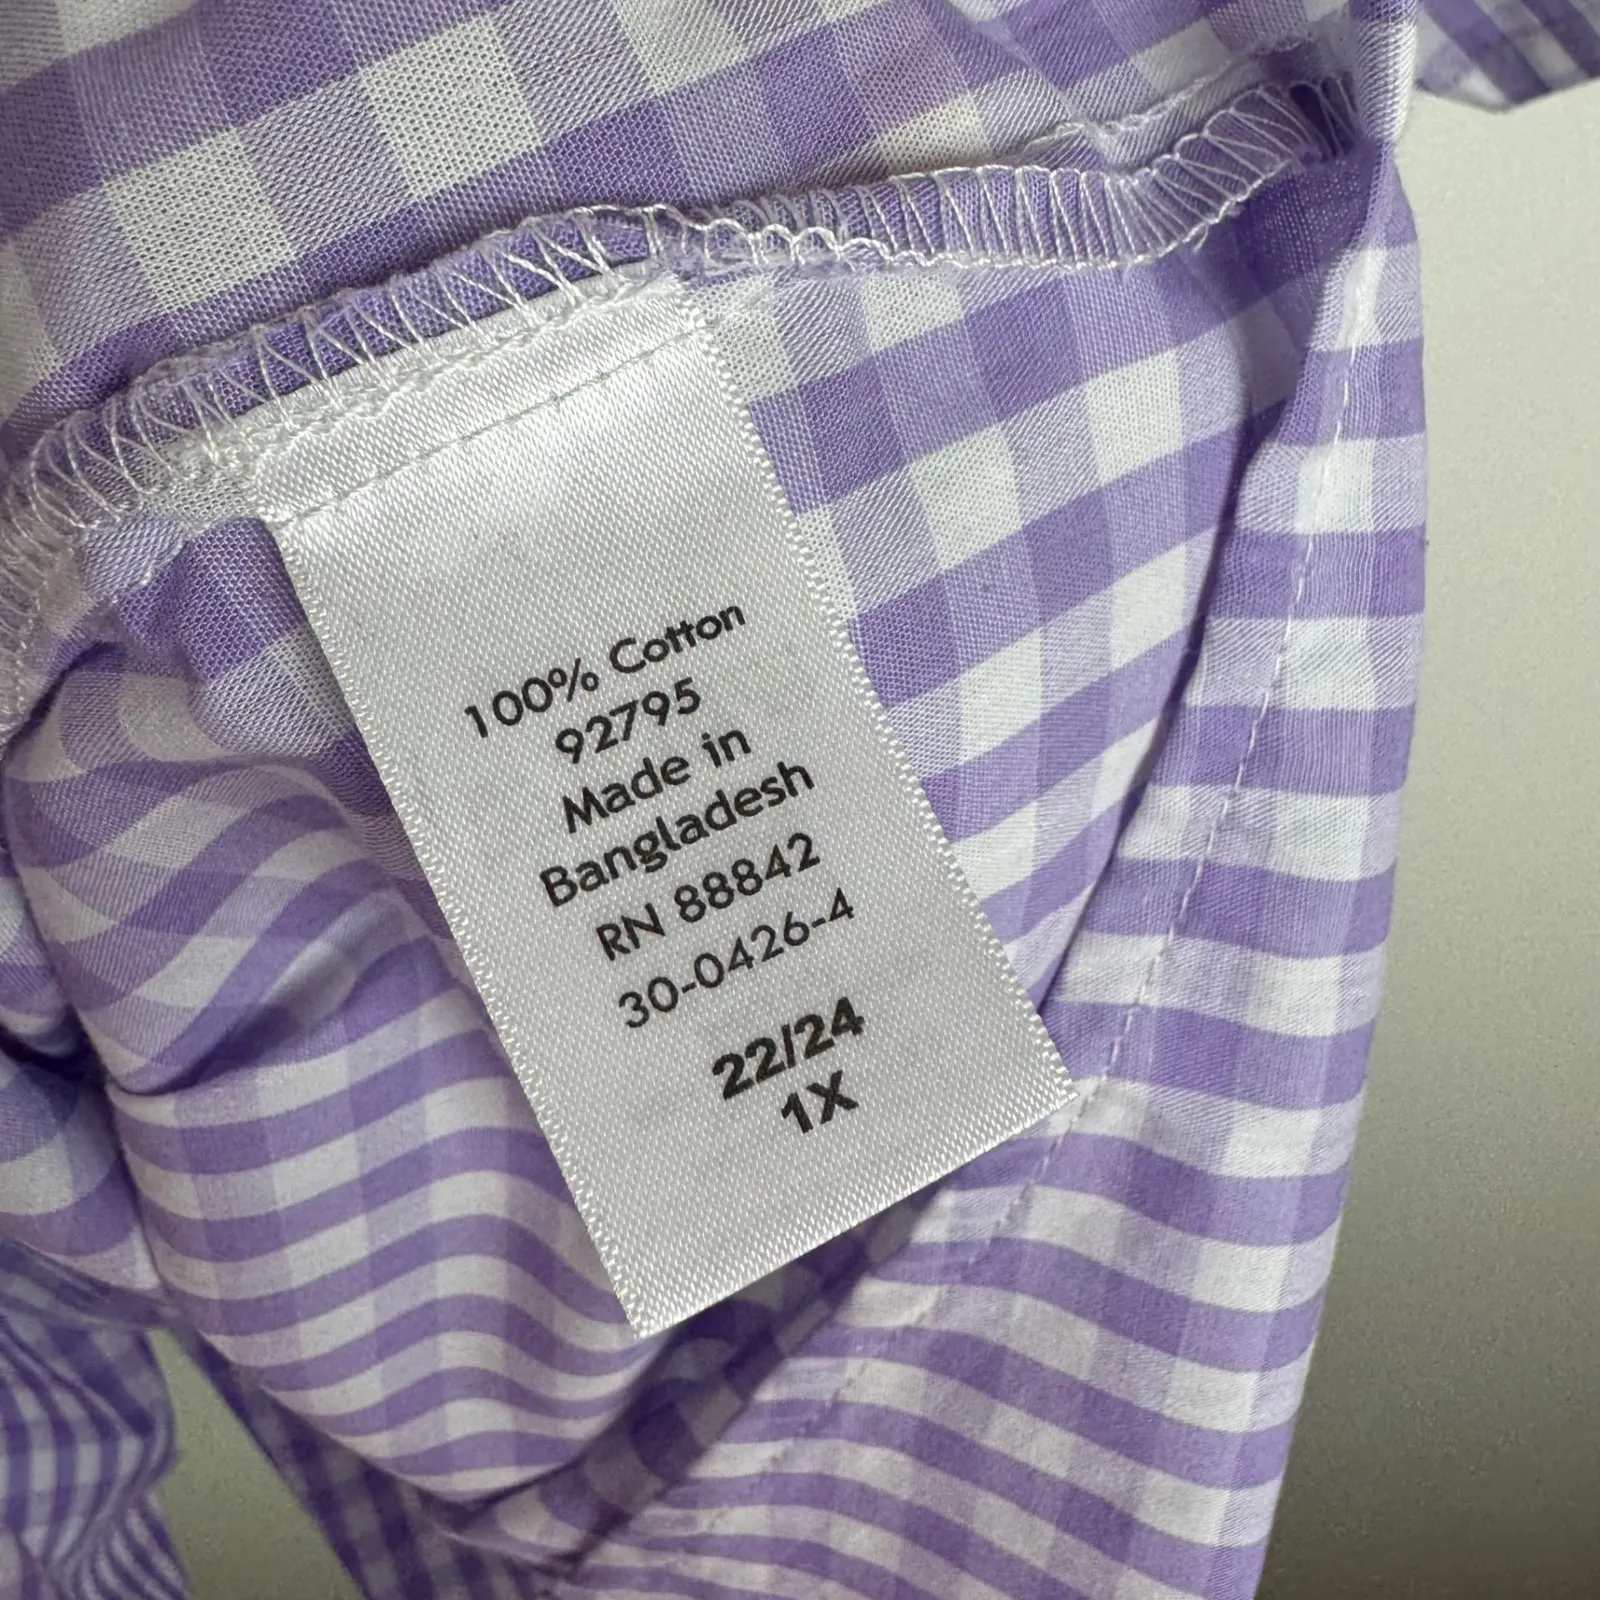 100% Cotton
92795
Made in
Bangladesh
RN 88842
30-0426-4
22/24
1X